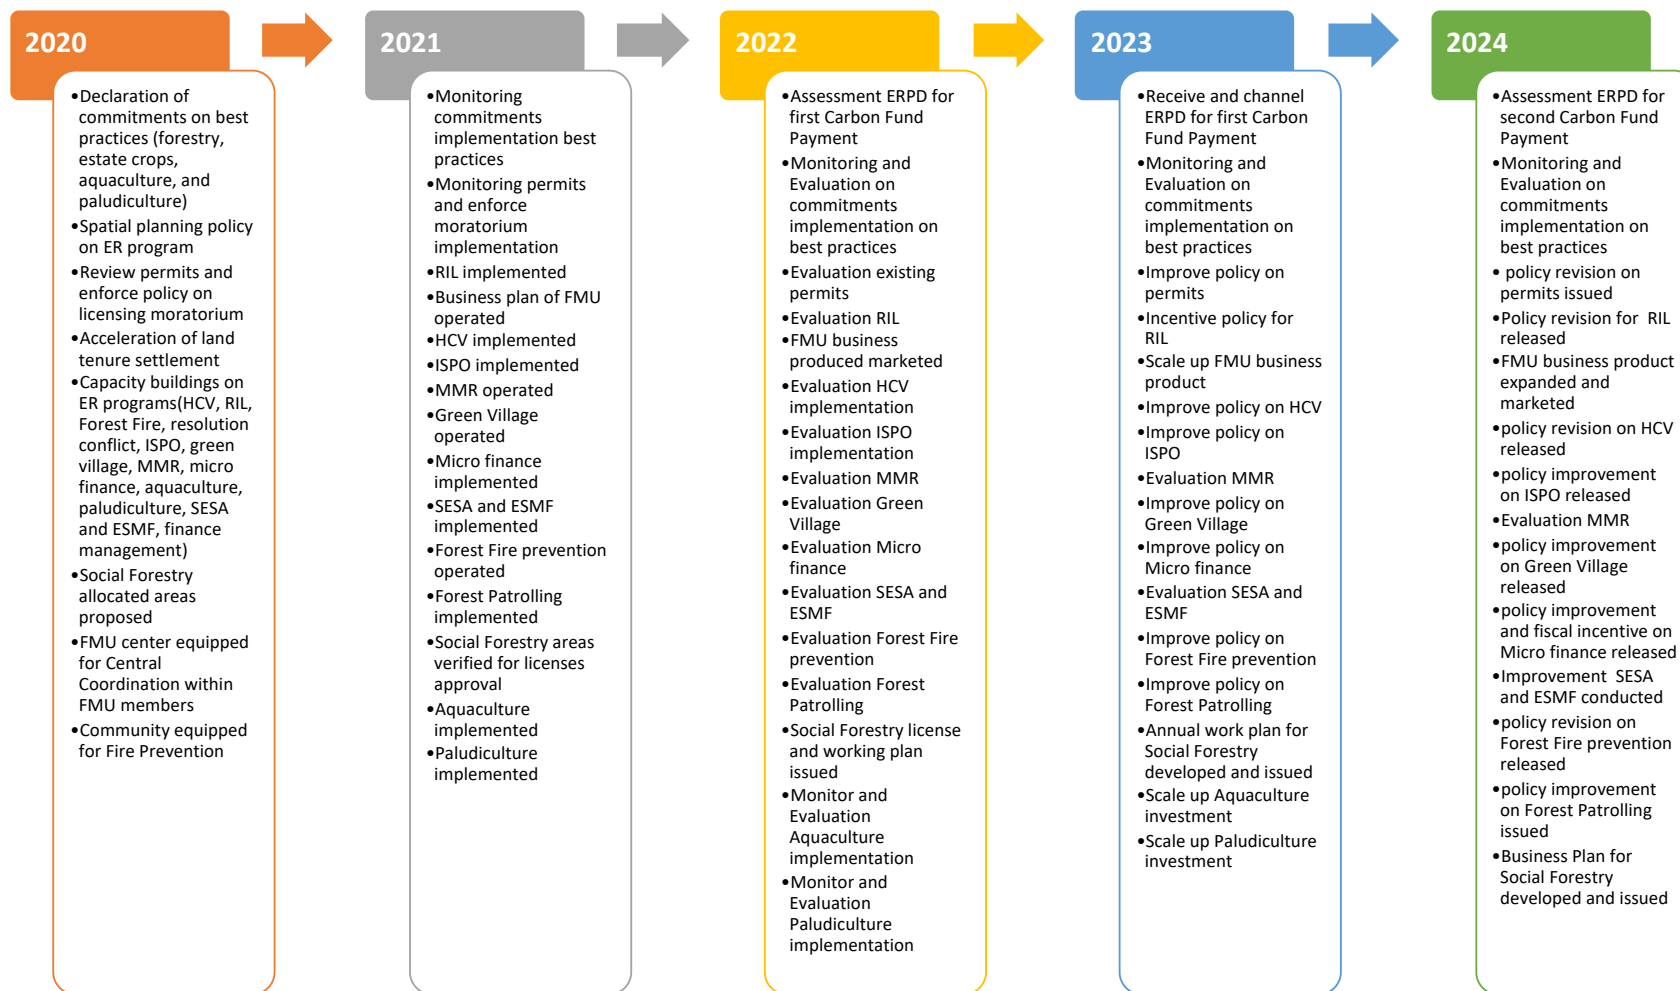 2020
•Declaration of
commitments on best
practices (forestry,
estate crops,
aquaculture, and
paludiculture)
•Spatial planning policy
on ER program
•Review permits and
enforce policy on
licensing moratorium
•Acceleration of land
tenure settlement
•Capacity buildings on
ER programs(HCV, RIL,
Forest Fire, resolution
conflict, ISPO, green
village, MMR, micro
finance, aquaculture,
paludiculture, SESA
and ESMF, finance
management)
•Social Forestry
allocated areas
proposed
•FMU center equipped
for Central
Coordination within
FMU members
•Community equipped
for Fire Prevention
2021
•Monitoring
commitments
implementation best
practices
•Monitoring permits
and enforce
moratorium
implementation
•RIL implemented
•Business plan of FMU
operated
•HCV implemented
•ISPO implemented
•MMR operated
•Green Village
operated
•Micro finance
implemented
•SESA and ESMF
implemented
•Forest Fire prevention
operated
•Forest Patrolling
implemented
•Social Forestry areas
verified for licenses
approval
•Aquaculture
implemented
•Paludiculture
implemented
2022
•Assessment ERPD for
first Carbon Fund
Payment
•Monitoring and
Evaluation on
commitments
implementation on
best practices
•Evaluation existing
permits
•Evaluation RIL
•FMU business
produced marketed
•Evaluation HCV
implementation
•Evaluation ISPO
implementation
•Evaluation MMR
•Evaluation Green
Village
•Evaluation Micro
finance
•Evaluation SESA and
ESMF
•Evaluation Forest Fire
prevention
•Evaluation Forest
Patrolling
•Social Forestry license
and working plan
issued
•Monitor and
Evaluation
Aquaculture
implementation
•Monitor and
Evaluation
Paludiculture
implementation
2023
•Receive and channel
ERPD for first Carbon
Fund Payment
•Monitoring and
Evaluation on
commitments
implementation on
best practices
•Improve policy on
permits
•Incentive policy for
RIL
•Scale up FMU business
product
•Improve policy on HCV
•Improve policy on
ISPO
•Evaluation MMR
•Improve policy on
Green Village
•Improve policy on
Micro finance
•Evaluation SESA and
ESMF
•Improve policy on
Forest Fire prevention
•Improve policy on
Forest Patrolling
•Annual work plan for
Social Forestry
developed and issued
•Scale up Aquaculture
investment
•Scale up Paludiculture
investment
2024
•Assessment ERPD for
second Carbon Fund
Payment
•Monitoring and
Evaluation on
commitments
implementation on
best practices
• policy revision on
permits issued
•Policy revision for RIL
released
•FMU business product
expanded and
marketed
•policy revision on HCV
released
•policy improvement
on ISPO released
•Evaluation MMR
•policy improvement
on Green Village
released
•policy improvement
and fiscal incentive on
Micro finance released
•Improvement SESA
and ESMF conducted
•policy revision on
Forest Fire prevention
released
•policy improvement
on Forest Patrolling
issued
•Business Plan for
Social Forestry
developed and issued